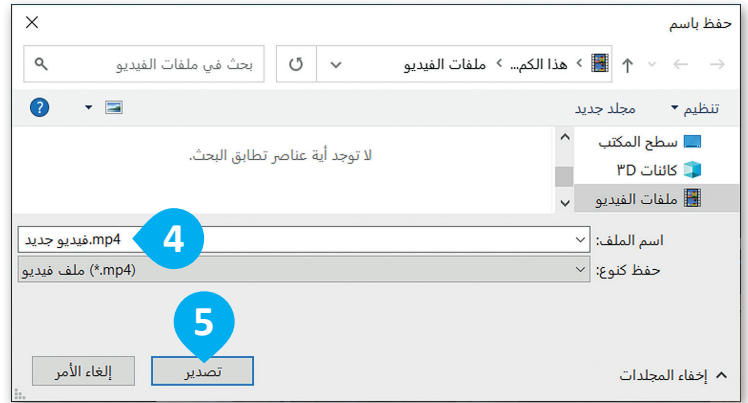 حفظ باسم
هذا الكم... ‹ ملفات الفيديو
بحث في ملفات الفيديو
تنظيم
مجلد جديد
سطح المكتب
كائنات ٣D
ملفات الفيديو
لا توجد أية عناصر تطابق البحث.
اسم الملف:
فيديو جديد.mp4
4
حفظ كنوع:
ملف فيديو (*.mp4)
5
تصدير
إلغاء الأمر
إخفاء المجلدات